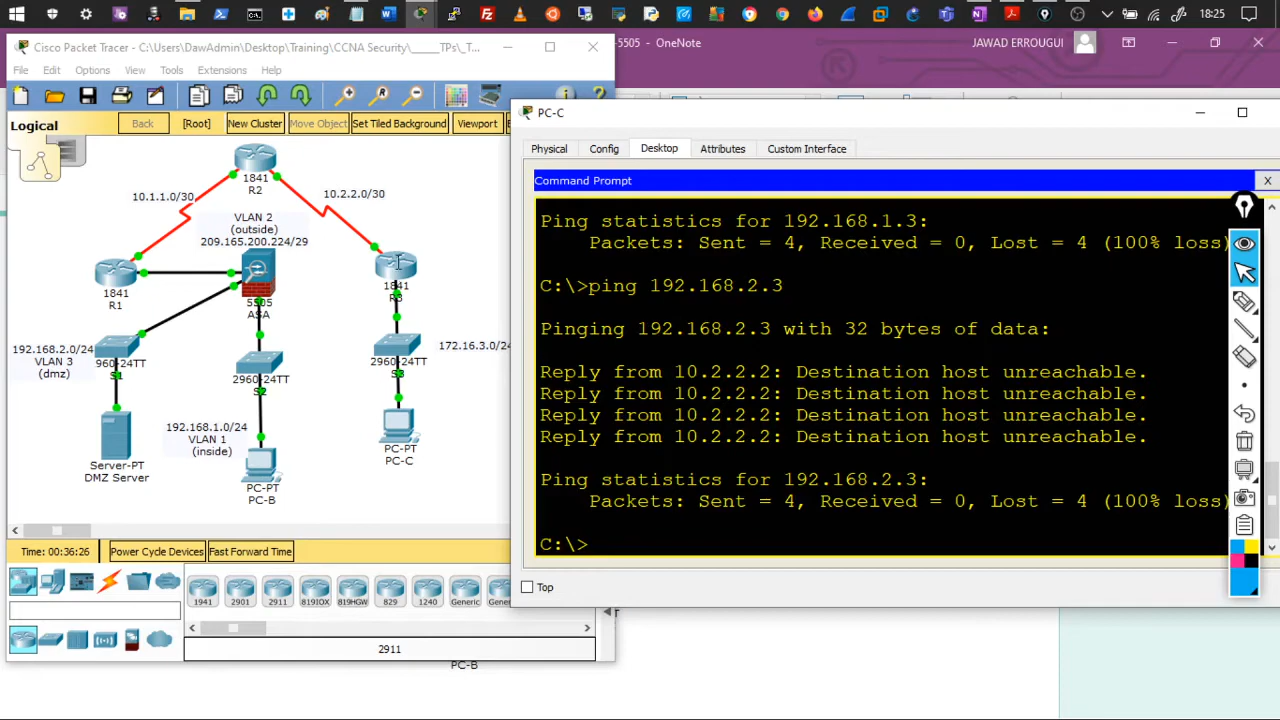 18:25
Cisco Packet Tracer - C:\Users\DawAdmin\Desktop\Training\CCNA Security\_____TPs\_T...
-5505 - OneNote
JAWAD ERROUGUI
File Edit Options View Tools Extensions Help
Logical
Back
[Root]
New Cluster
Move Object
Set Tiled Background
Viewport
1841
R2
10.1.1.0/30
10.2.2.0/30
VLAN 2
(outside)
209.165.200.224/29
1841
R1
5505
ASA
1841
R3
192.168.2.0/24
VLAN 3
(dmz)
960-24TT
S1
2960-24TT
S2
2960-24TT
S3
172.16.3.0/24
192.168.1.0/24
VLAN 1
(inside)
Server-PT
DMZ Server
PC-PT
PC-B
PC-PT
PC-C
Time: 00:36:26
Power Cycle Devices
Fast Forward Time
1941
2901
2911
819IOX
819HGW
829
1240
Generic
Gener
2911
PC-B
PC-C
Physical
Config
Desktop
Attributes
Custom Interface
Command Prompt
X
Ping statistics for 192.168.1.3:
Packets: Sent = 4, Received = 0, Lost = 4 (100% loss)
C:\>ping 192.168.2.3
Pinging 192.168.2.3 with 32 bytes of data:
Reply from 10.2.2.2: Destination host unreachable.
Reply from 10.2.2.2: Destination host unreachable.
Reply from 10.2.2.2: Destination host unreachable.
Reply from 10.2.2.2: Destination host unreachable.
Ping statistics for 192.168.2.3:
Packets: Sent = 4, Received = 0, Lost = 4 (100% loss)
C:\>
Top